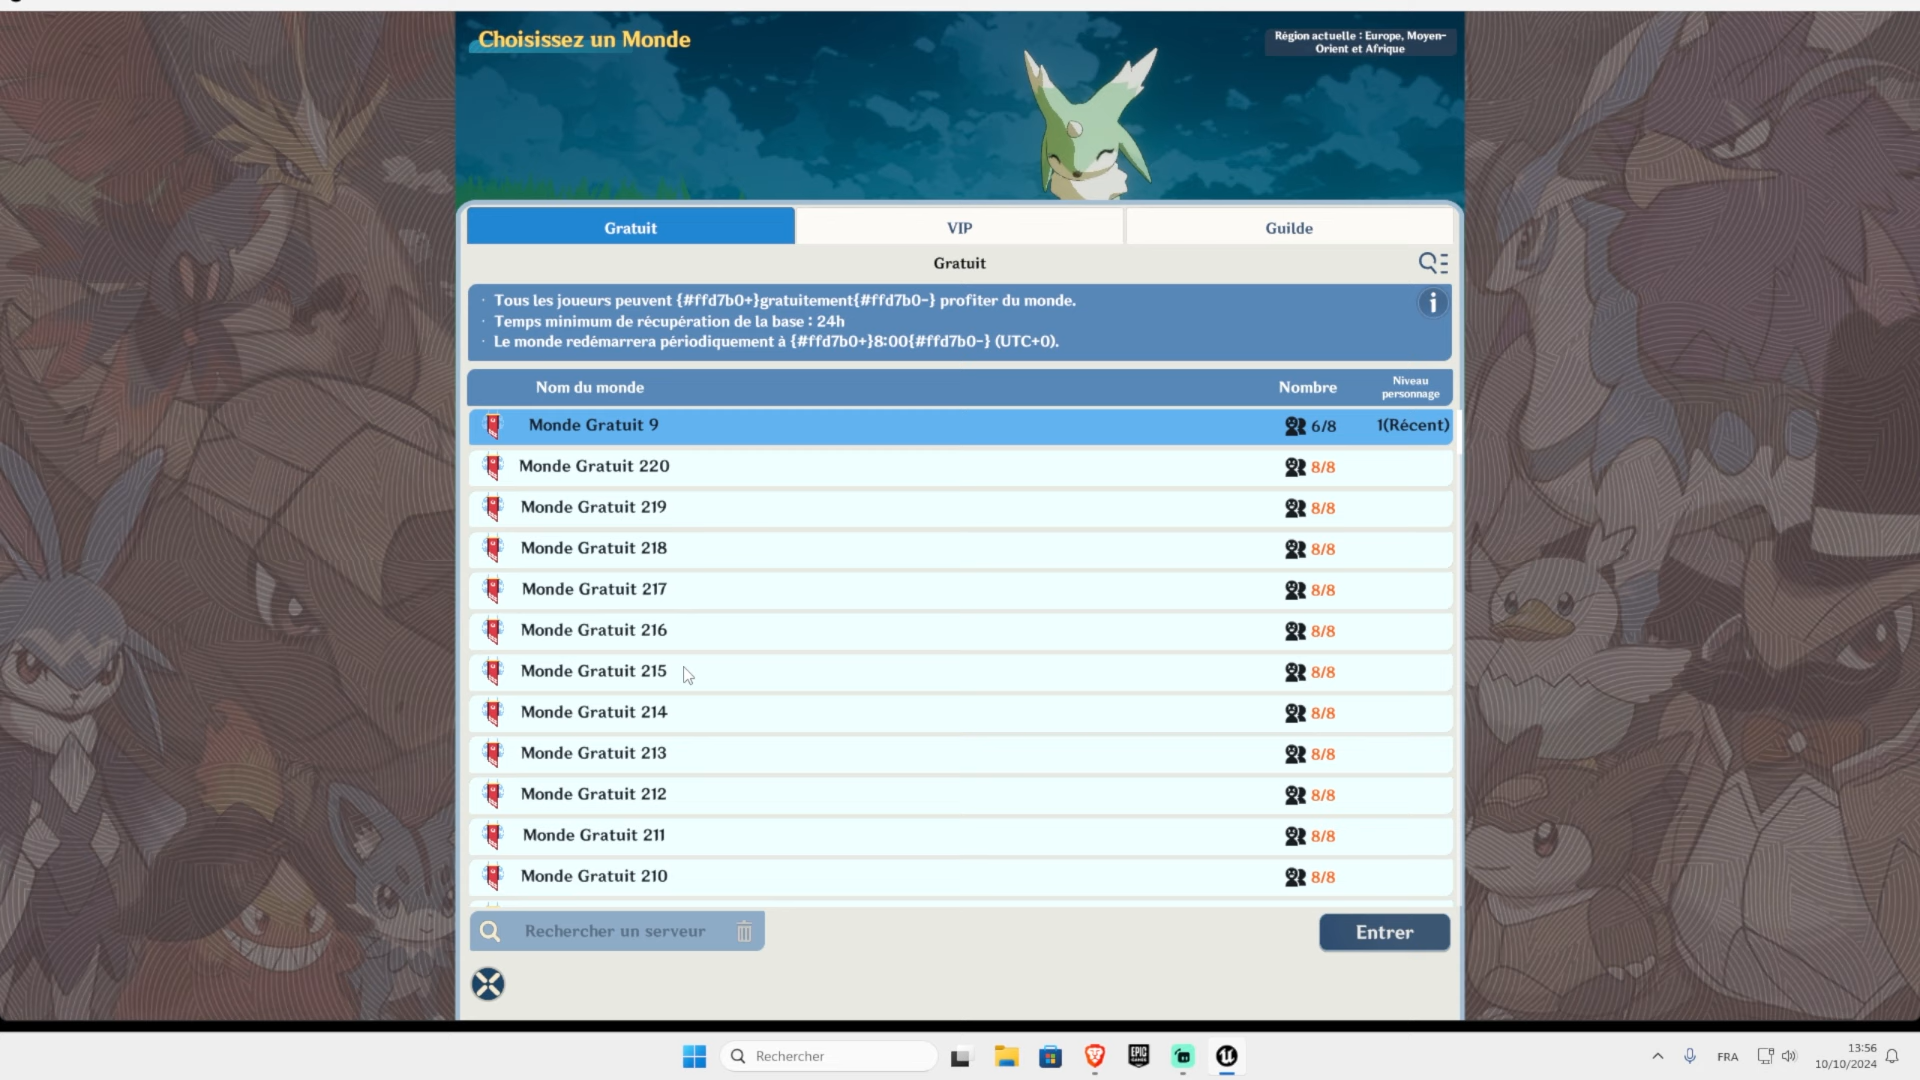 Choisissez un Monde
Région actuelle : Europe, Moyen-
Orient et Afrique
Gratuit VIP Guilde
Gratuit
· Tous les joueurs peuvent {#ffd7b0+}gratuitement{#ffd7b0-} profiter du monde.
· Temps minimum de récupération de la base : 24h
· Le monde redémarrera périodiquement à {#ffd7b0+}8:00{#ffd7b0-} (UTC+0).
Nom du monde Nombre Niveau personnage
Monde Gratuit 9 6/8 1(Récent)
Monde Gratuit 220 8/8
Monde Gratuit 219 8/8
Monde Gratuit 218 8/8
Monde Gratuit 217 8/8
Monde Gratuit 216 8/8
Monde Gratuit 215 8/8
Monde Gratuit 214 8/8
Monde Gratuit 213 8/8
Monde Gratuit 212 8/8
Monde Gratuit 211 8/8
Monde Gratuit 210 8/8
Rechercher un serveur Entrer
Rechercher EPIC GAMES FRA 13:56
10/10/2024